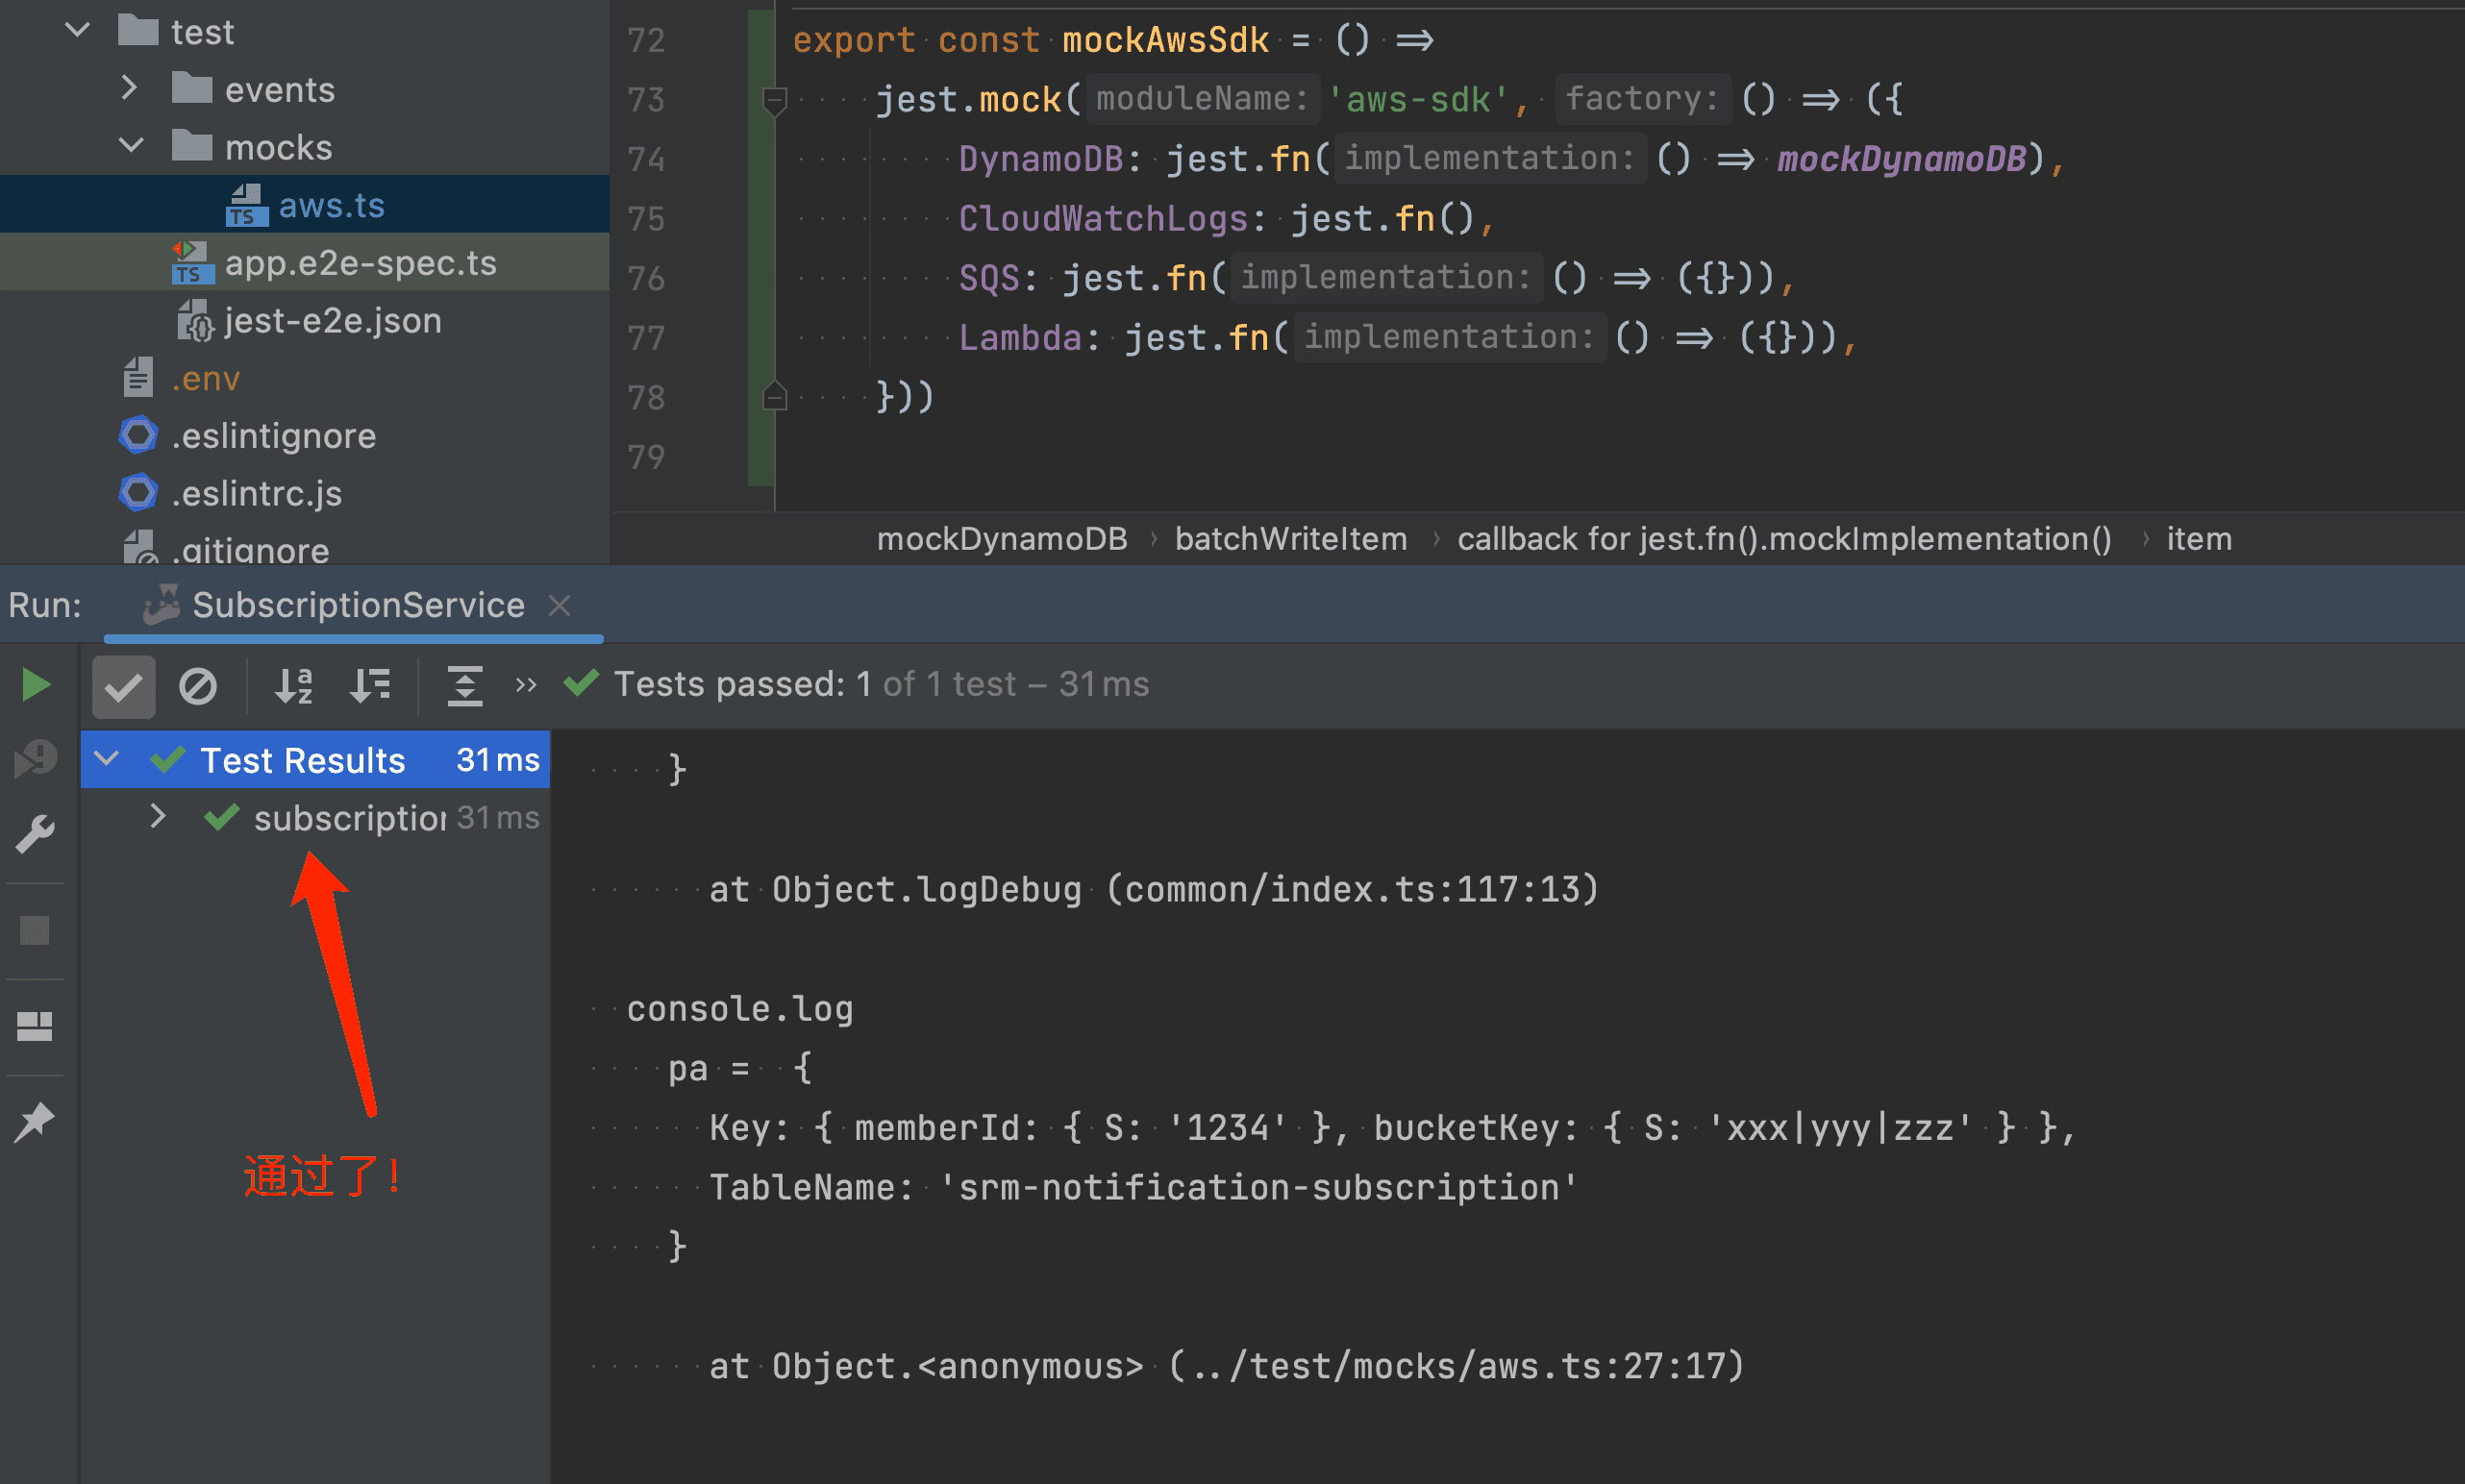 test
events
mocks
aws.ts
app.e2e-spec.ts
jest-e2e.json
.env
.eslintignore
.eslintrc.js
.gitignore
72 export const mockAwsSdk = () =>
73 jest.mock( moduleName: 'aws-sdk', factory: () => ({
74 DynamoDB: jest.fn( implementation: () => mockDynamoDB),
75 CloudWatchLogs: jest.fn(),
76 SQS: jest.fn( implementation: () => ({})),
77 Lambda: jest.fn( implementation: () => ({})),
78 }))
79
mockDynamoDB › batchWriteItem › callback for jest.fn().mockImplementation() › item
Run: SubscriptionService
Tests passed: 1 of 1 test – 31 ms
Test Results 31 ms
subscription 31 ms
通过了!
}
at Object.logDebug (common/index.ts:117:13)
console.log
pa = {
Key: { memberId: { S: '1234' }, bucketKey: { S: 'xxx|yyy|zzz' } },
TableName: 'srm-notification-subscription'
}
at Object.<anonymous> (../test/mocks/aws.ts:27:17)